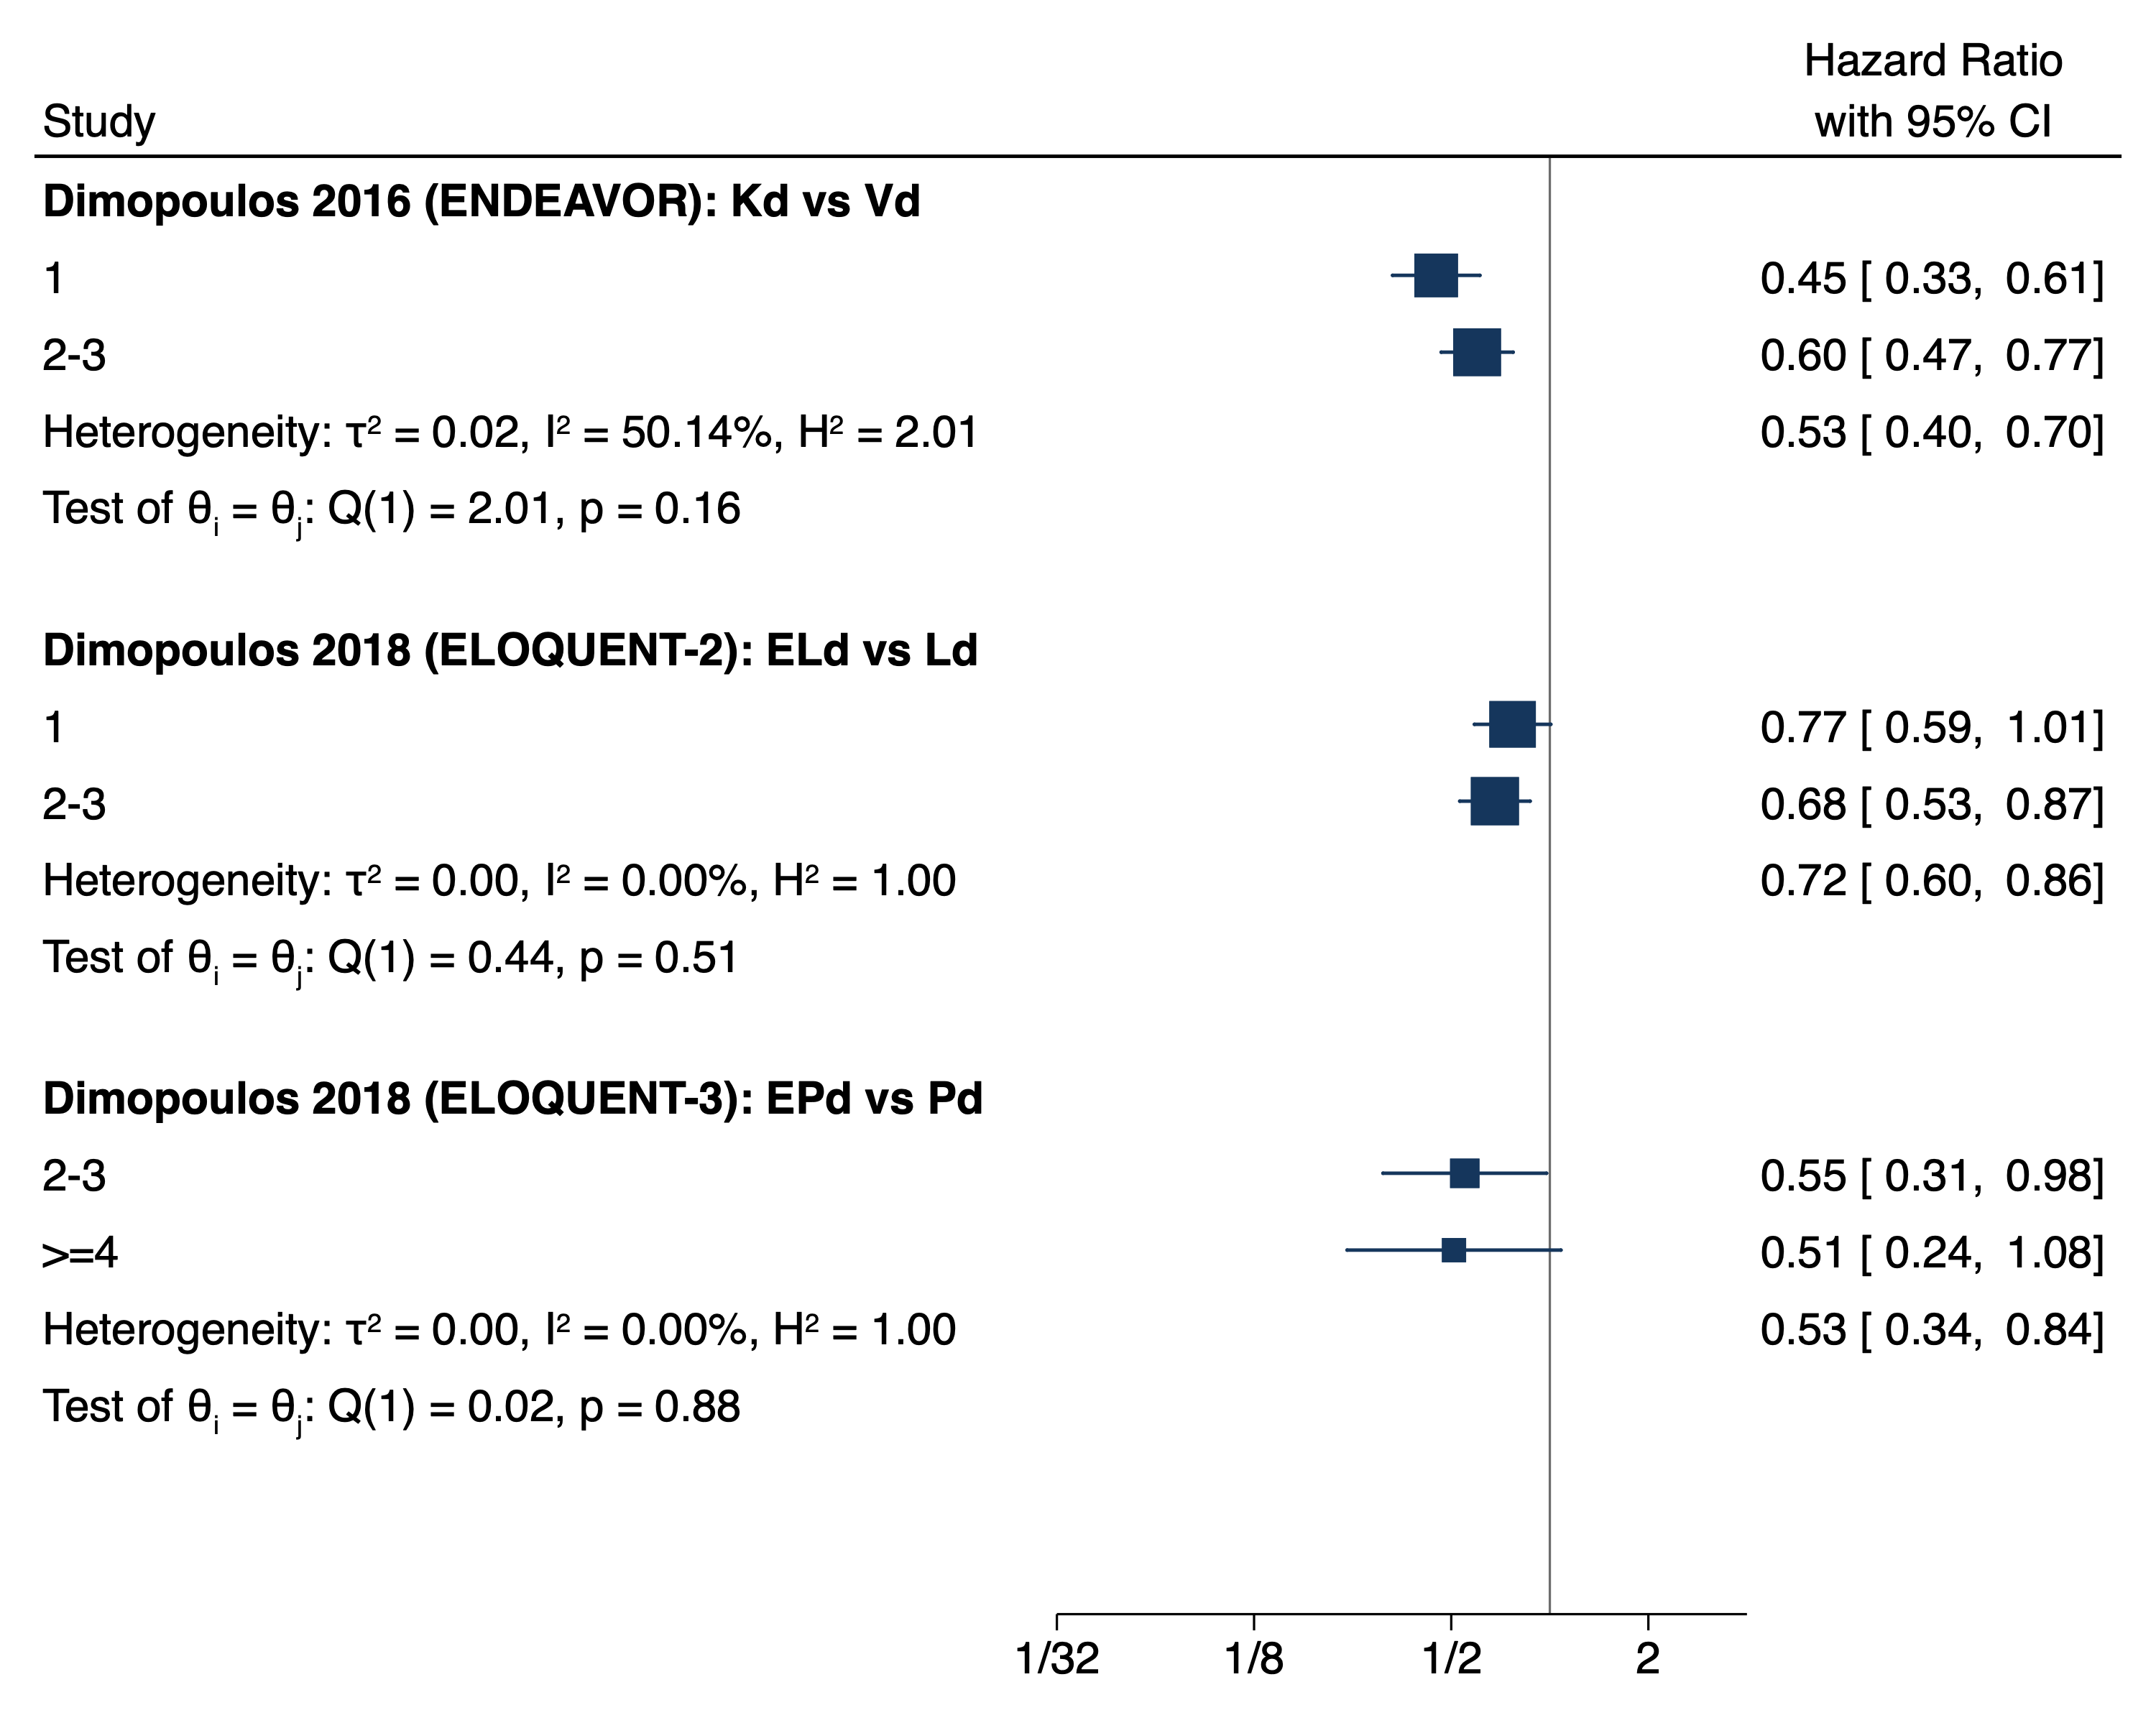 Hazard Ratio
Study with 95% CI
Dimopoulos 2016 (ENDEAVOR): Kd vs Vd
1 0.45 [ 0.33, 0.61]
2-3 0.60 [ 0.47, 0.77]
Heterogeneity: τ² = 0.02, I² = 50.14%, H² = 2.01 0.53 [ 0.40, 0.70]
Test of θᵢ = θⱼ: Q(1) = 2.01, p = 0.16
Dimopoulos 2018 (ELOQUENT-2): ELd vs Ld
1 0.77 [ 0.59, 1.01]
2-3 0.68 [ 0.53, 0.87]
Heterogeneity: τ² = 0.00, I² = 0.00%, H² = 1.00 0.72 [ 0.60, 0.86]
Test of θᵢ = θⱼ: Q(1) = 0.44, p = 0.51
Dimopoulos 2018 (ELOQUENT-3): EPd vs Pd
2-3 0.55 [ 0.31, 0.98]
>=4 0.51 [ 0.24, 1.08]
Heterogeneity: τ² = 0.00, I² = 0.00%, H² = 1.00 0.53 [ 0.34, 0.84]
Test of θᵢ = θⱼ: Q(1) = 0.02, p = 0.88
1/32 1/8 1/2 2